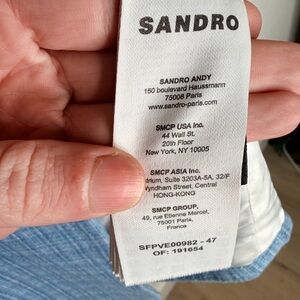 SANDRO
SANDRO ANDY
150 boulevard Haussmann
75008 Paris
www.sandro-paris.com
SMCP USA Inc.
44 Wall St.
20th Floor
New York, NY 10005
SMCP ASIA Inc.
trium, Suite 3203A-5A, 32/F
Wyndham Street, Central
HONG-KONG
SMCP GROUP,
49, rue Etienne Marcel,
75001 Paris,
France
SFPVE00982 - 47
OF: 191654